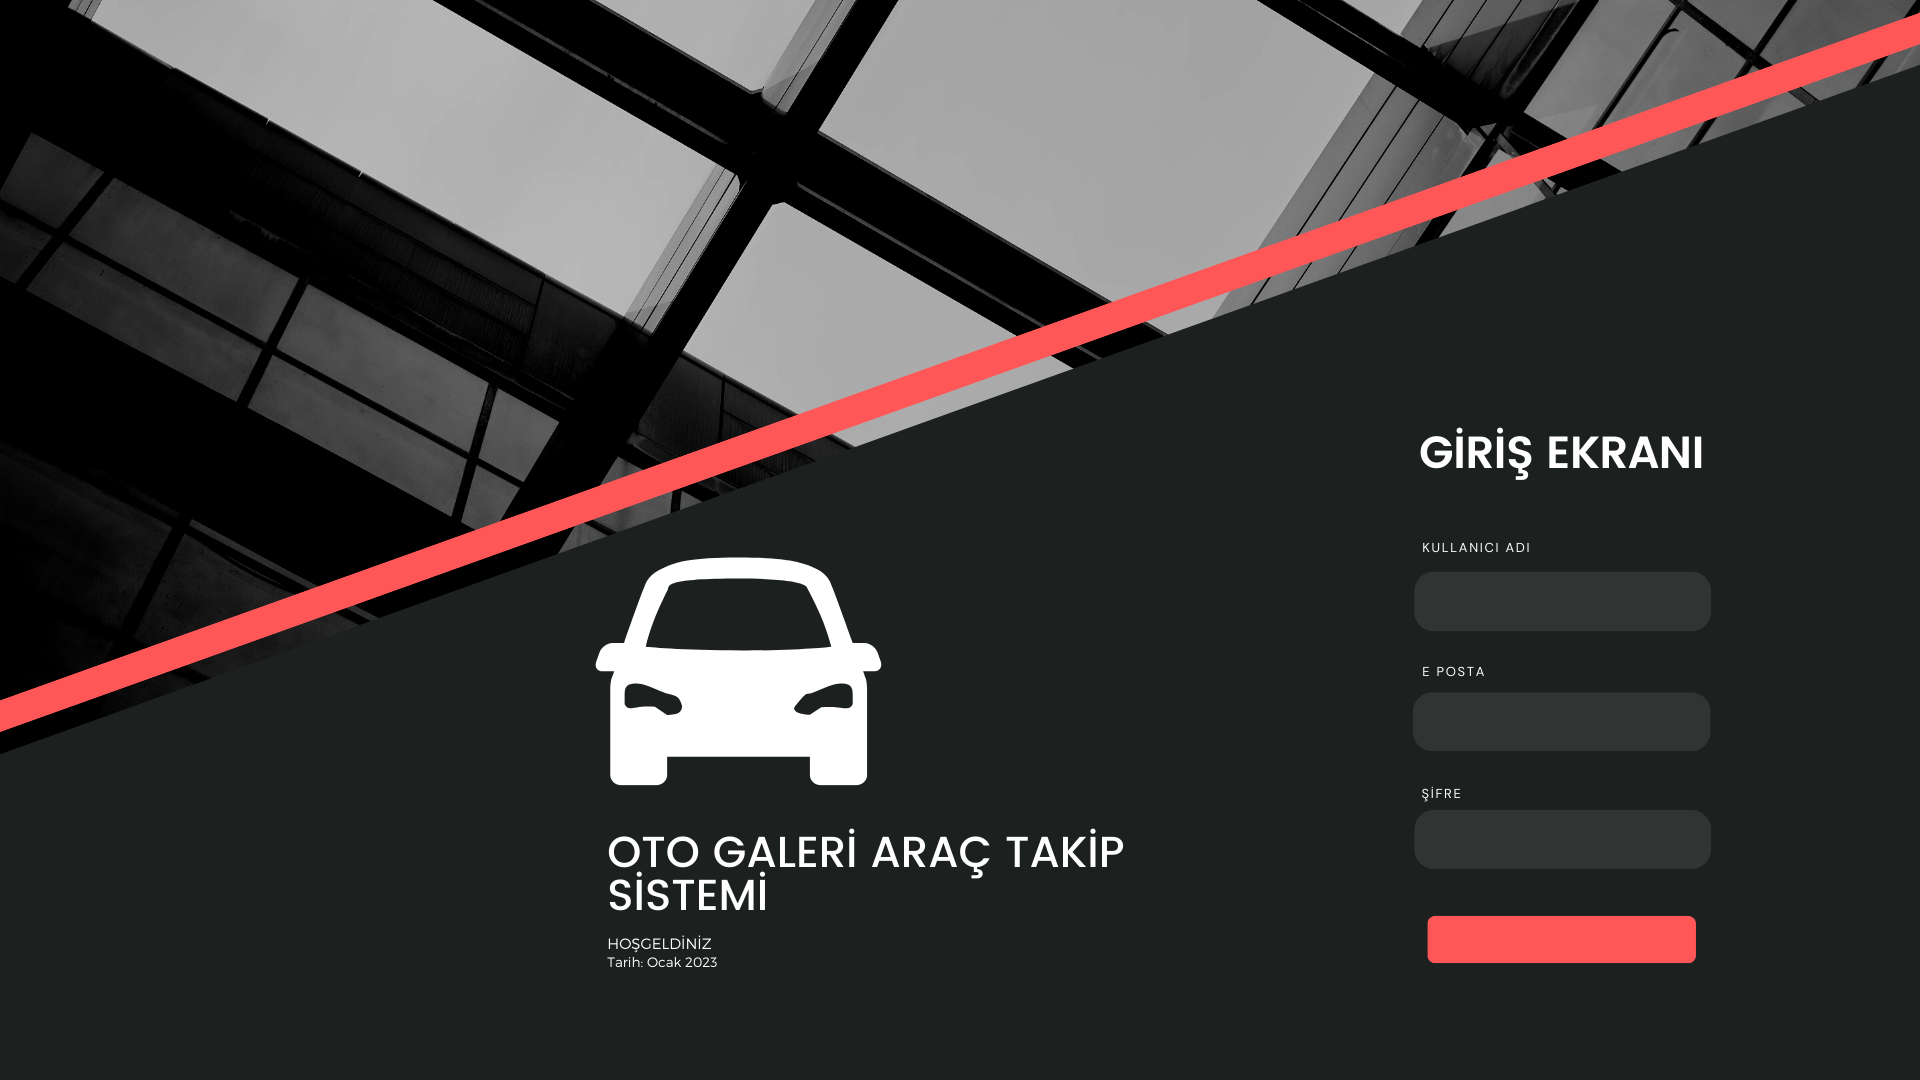 GİRİŞ EKRANI
KULLANICI ADI
E POSTA
ŞİFRE
OTO GALERİ ARAÇ TAKİP
SİSTEMİ
HOŞGELDİNİZ
Tarih: Ocak 2023